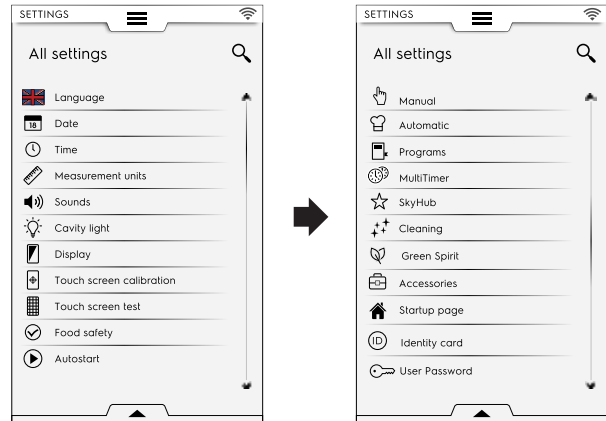 SETTINGS
All settings
Language
18 Date
Time
Measurement units
Sounds
Cavity light
Display
Touch screen calibration
Touch screen test
Food safety
Autostart
SETTINGS
All settings
Manual
Automatic
Programs
MultiTimer
SkyHub
Cleaning
Green Spirit
Accessories
Startup page
ID Identity card
User Password